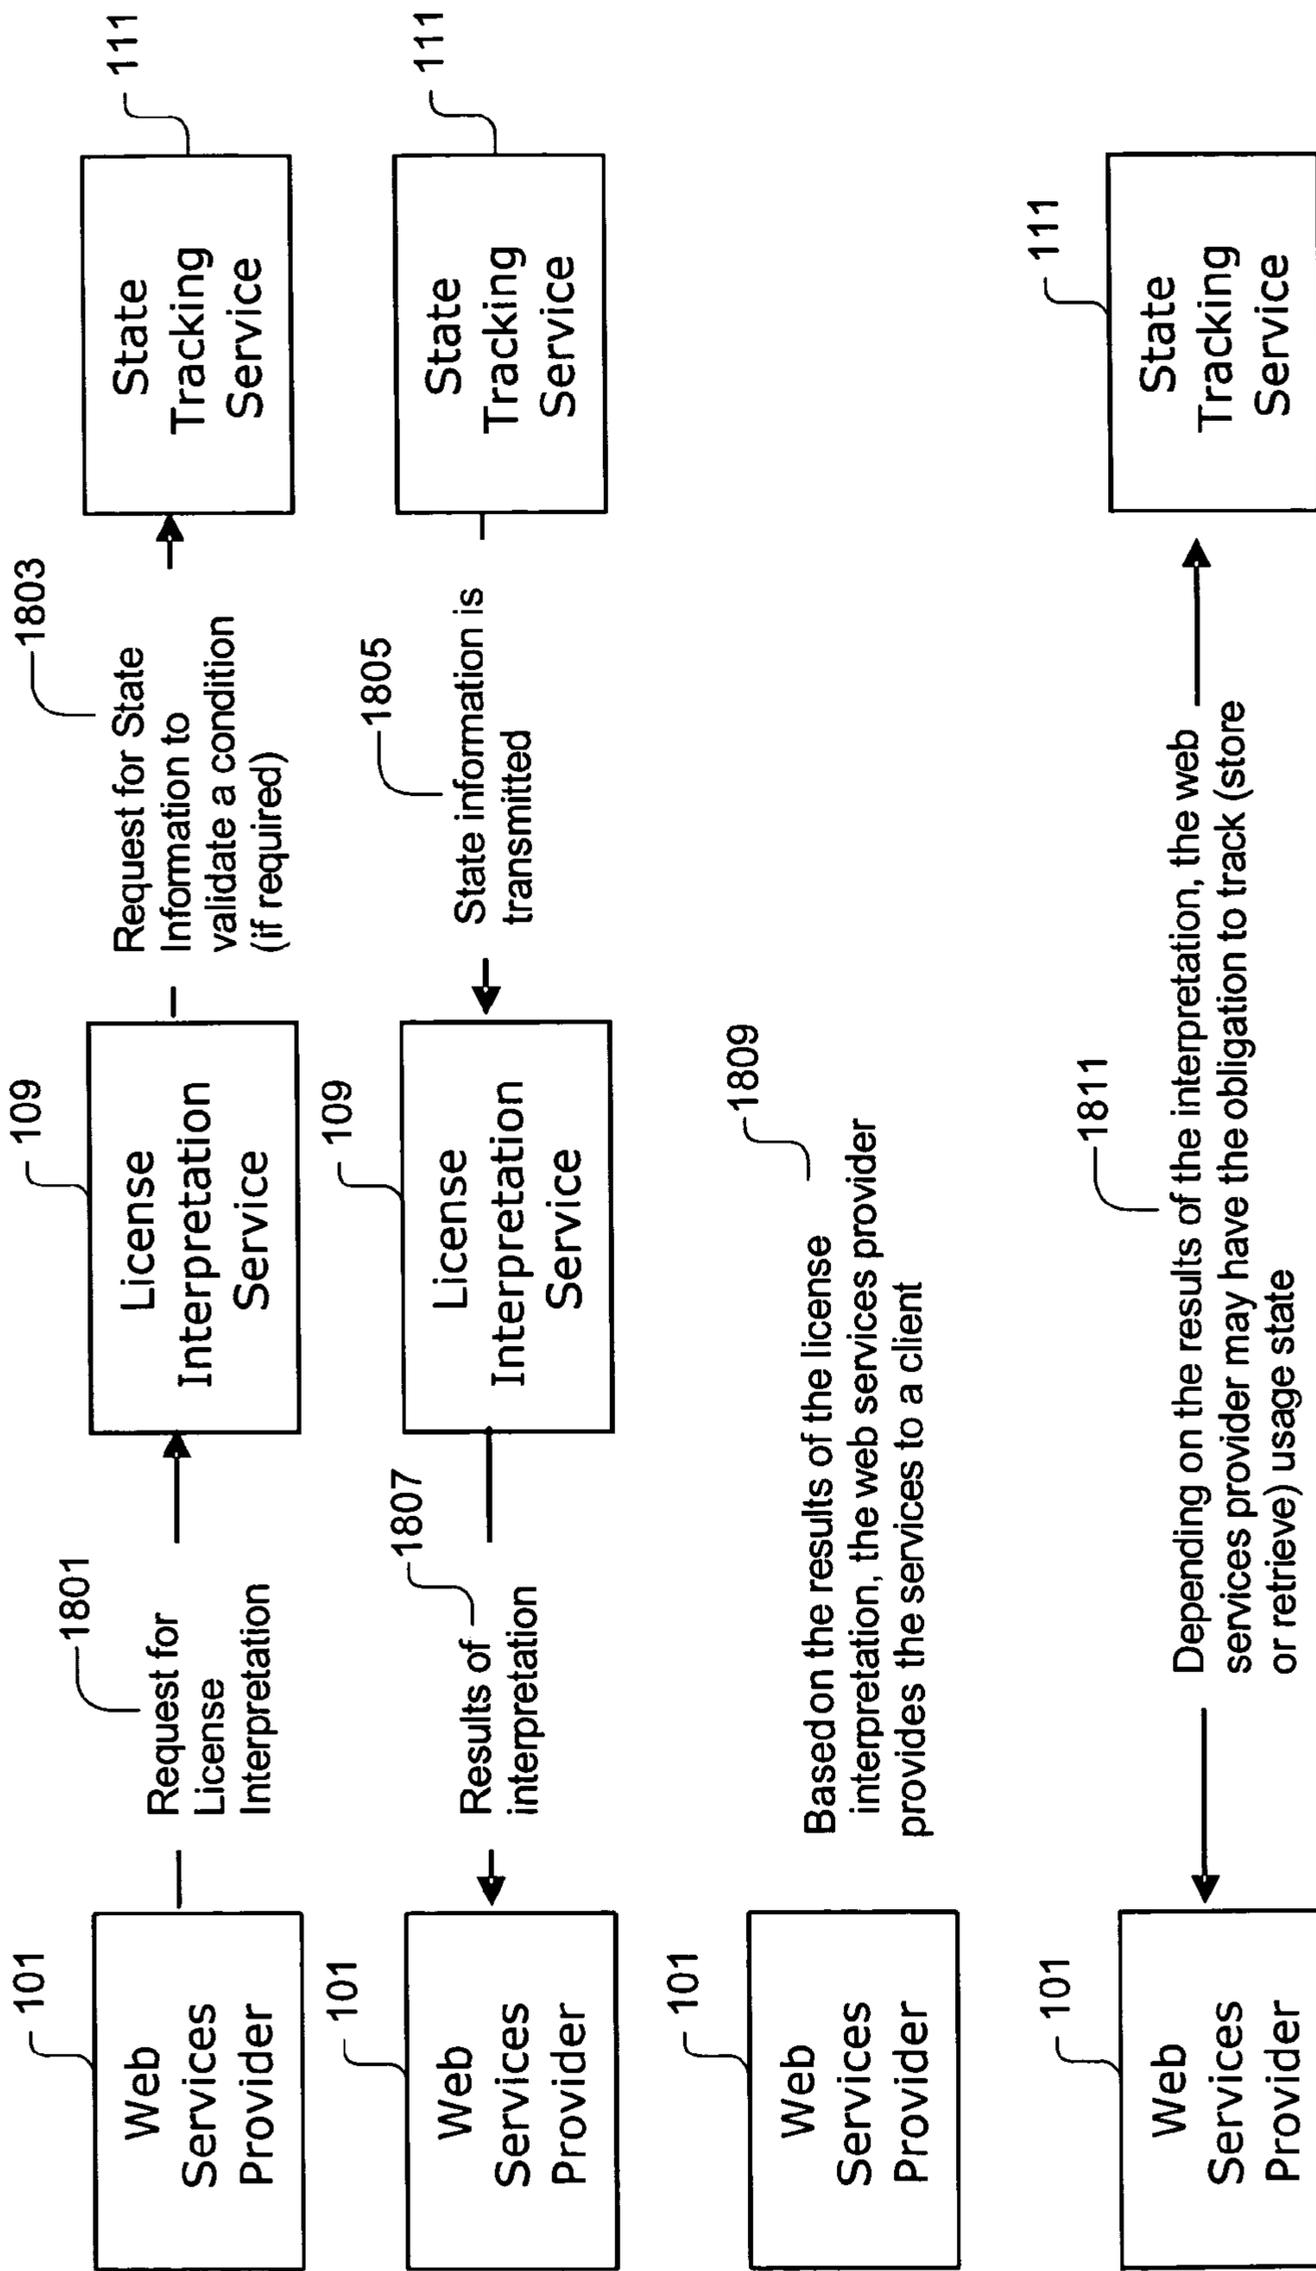 101
Web
Services
Provider
1801
Request for
License
Interpretation
109
License
Interpretation
Service
1803
Request for State
Information to
validate a condition
(if required)
111
State
Tracking
Service
101
Web
Services
Provider
1807
Results of
interpretation
109
License
Interpretation
Service
1805
State information is
transmitted
111
State
Tracking
Service
101
Web
Services
Provider
1809
Based on the results of the license
interpretation, the web services provider
provides the services to a client
101
Web
Services
Provider
1811
Depending on the results of the interpretation, the web
services provider may have the obligation to track (store
or retrieve) usage state
111
State
Tracking
Service